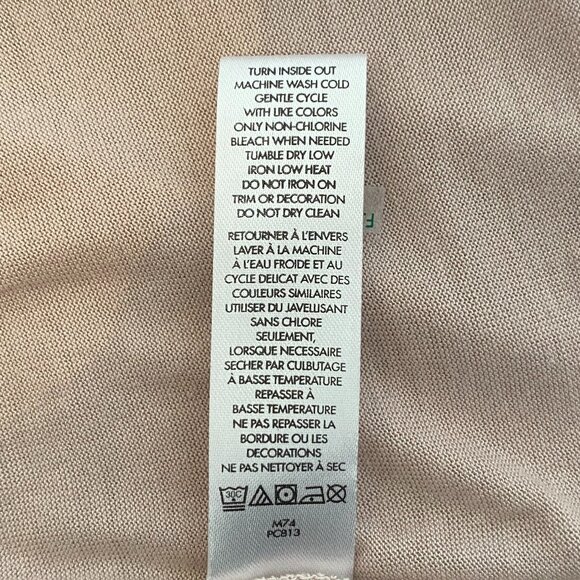 TURN INSIDE OUT
MACHINE WASH COLD
GENTLE CYCLE
WITH LIKE COLORS
ONLY NON-CHLORINE
BLEACH WHEN NEEDED
TUMBLE DRY LOW
IRON LOW HEAT
DO NOT IRON ON
TRIM OR DECORATION
DO NOT DRY CLEAN
RETOURNER À L'ENVERS
LAVER À LA MACHINE
À L'EAU FROIDE ET AU
CYCLE DELICAT AVEC DES
COULEURS SIMILAIRES
UTILISER DU JAVELLISANT
SANS CHLORE
SEULEMENT,
LORSQUE NECESSAIRE
SECHER PAR CULBUTAGE
À BASSE TEMPERATURE
REPASSER À
BASSE TEMPERATURE
NE PAS REPASSER LA
BORDURE OU LES
DECORATIONS
NE PAS NETTOYER À SEC
30C
M74
PC813